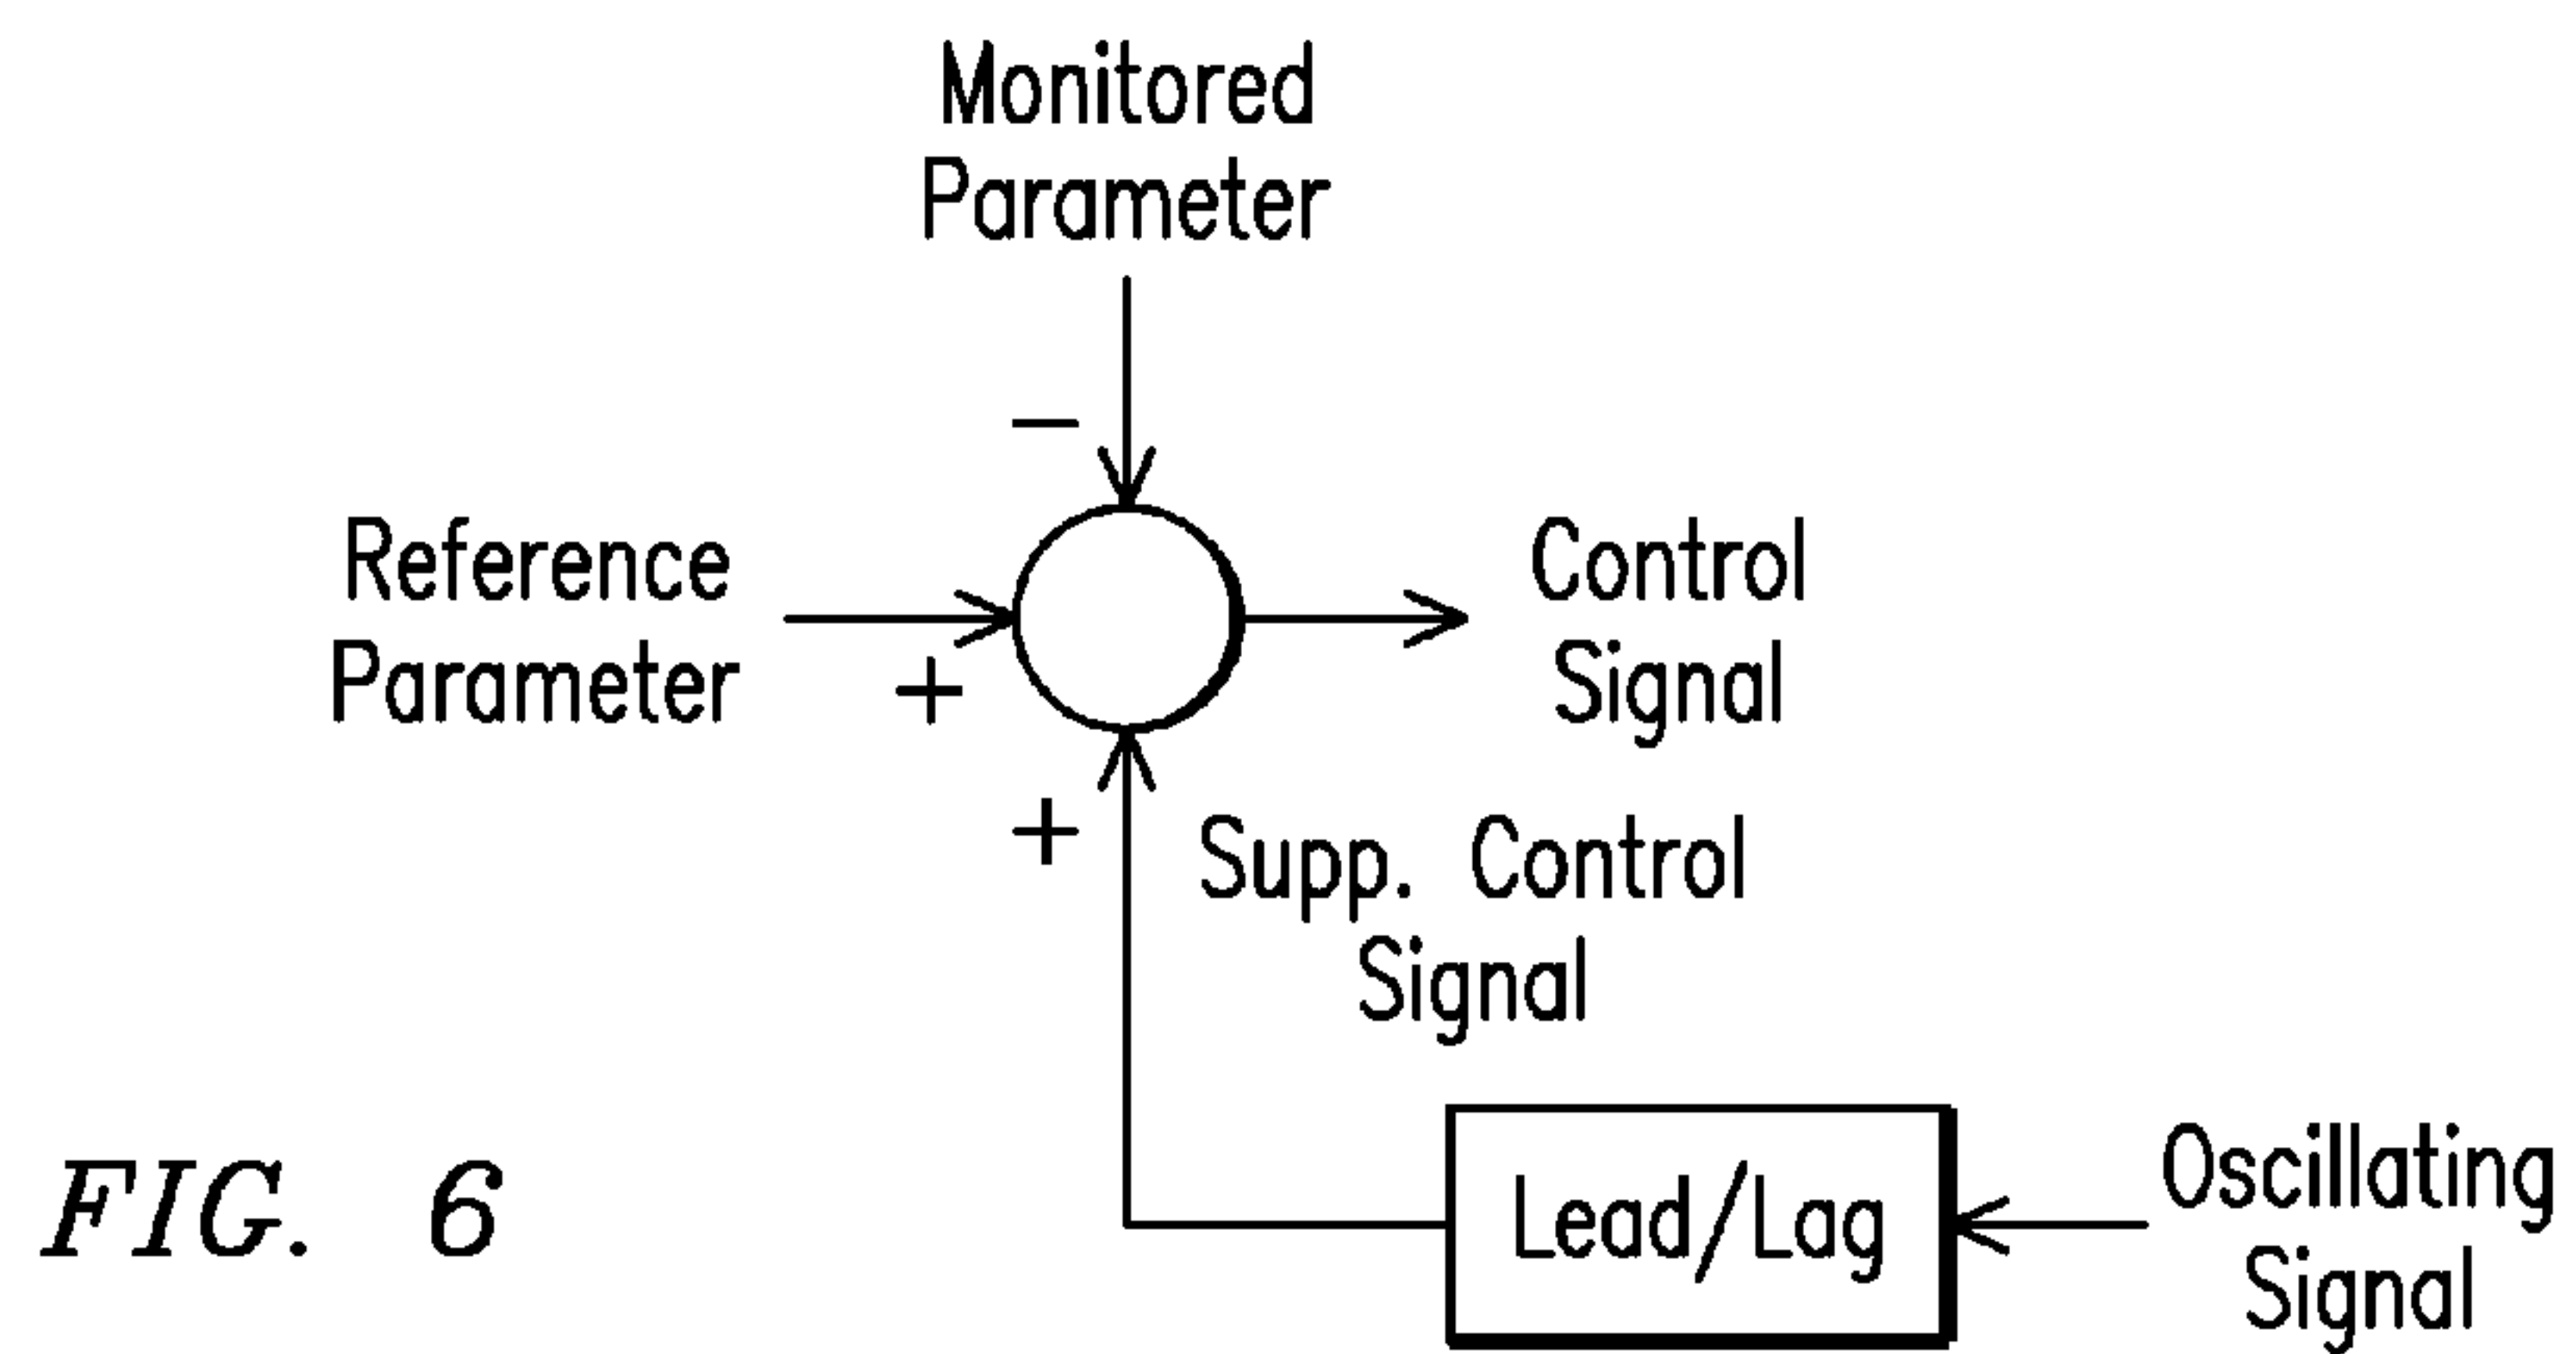 Monitored
Parameter
−
Reference
Parameter
+
Control
Signal
+
Supp. Control
Signal
Lead/Lag
Oscillating
Signal
FIG. 6